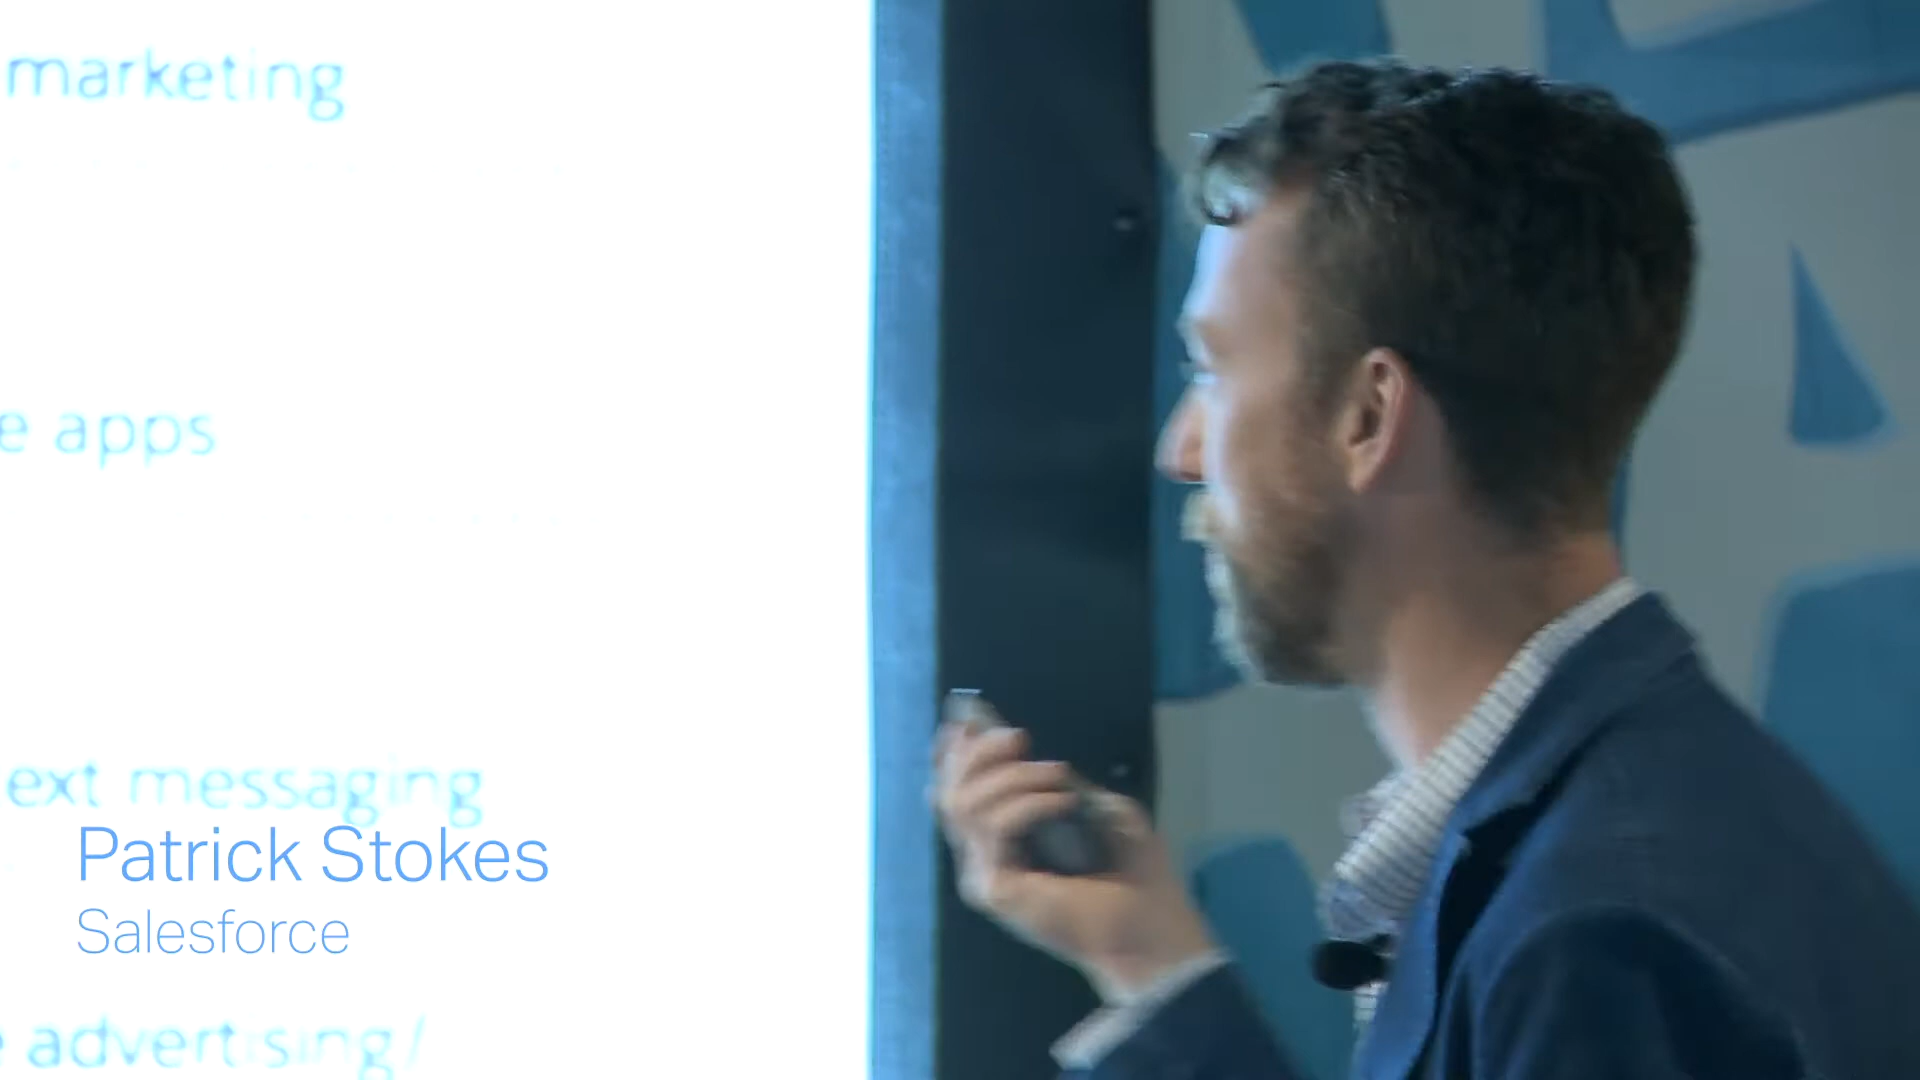 marketing
e apps
ext messaging
Patrick Stokes
Salesforce
e advertising/